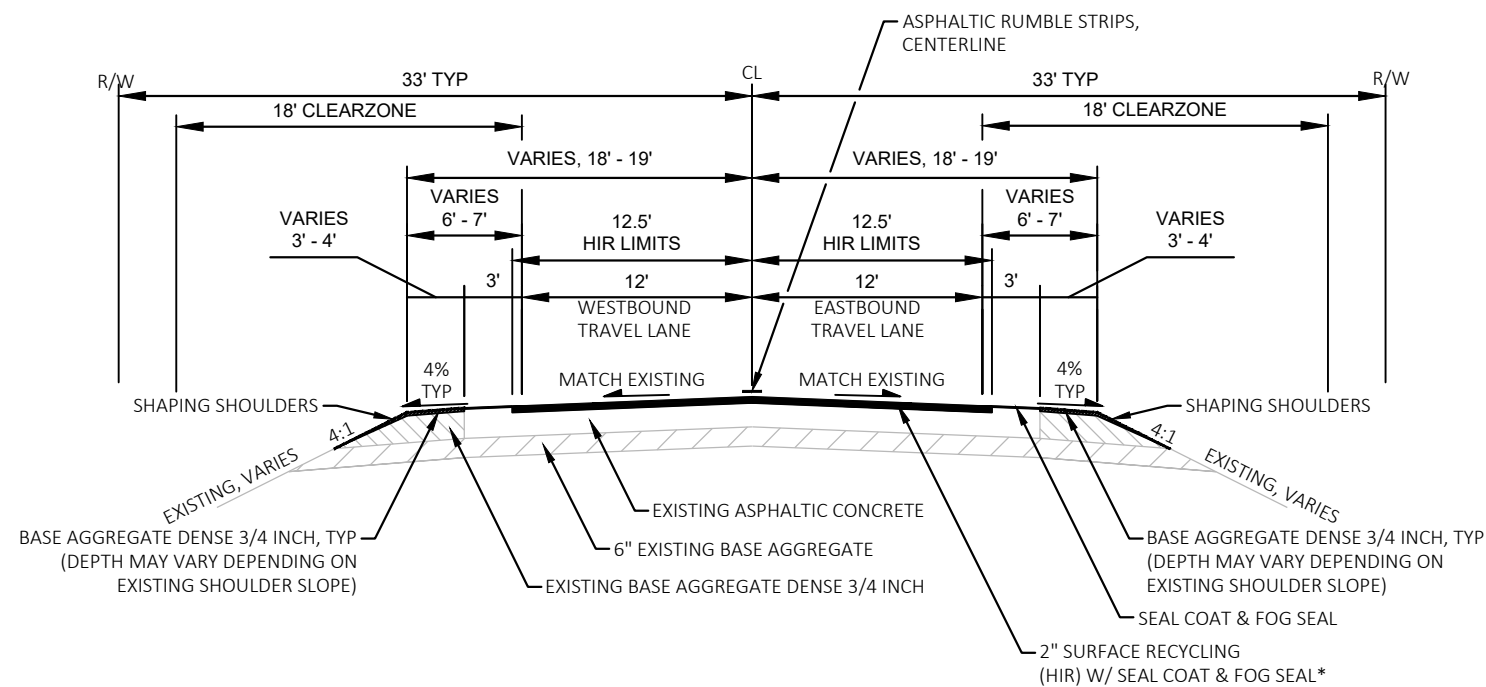 ASPHALTIC RUMBLE STRIPS,
CENTERLINE
R/W
33' TYP
CL
33' TYP
R/W
18' CLEARZONE
18' CLEARZONE
VARIES, 18' - 19'
VARIES, 18' - 19'
VARIES
3' - 4'
VARIES
6' - 7'
12.5'
HIR LIMITS
12.5'
HIR LIMITS
VARIES
6' - 7'
VARIES
3' - 4'
3'
12'
12'
3'
WESTBOUND
TRAVEL LANE
EASTBOUND
TRAVEL LANE
4%
TYP
MATCH EXISTING
MATCH EXISTING
4%
TYP
SHAPING SHOULDERS
SHAPING SHOULDERS
4:1
4:1
EXISTING, VARIES
EXISTING, VARIES
BASE AGGREGATE DENSE 3/4 INCH, TYP
(DEPTH MAY VARY DEPENDING ON
EXISTING SHOULDER SLOPE)
EXISTING ASPHALTIC CONCRETE
6" EXISTING BASE AGGREGATE
EXISTING BASE AGGREGATE DENSE 3/4 INCH
BASE AGGREGATE DENSE 3/4 INCH, TYP
(DEPTH MAY VARY DEPENDING ON
EXISTING SHOULDER SLOPE)
SEAL COAT & FOG SEAL
2" SURFACE RECYCLING
(HIR) W/ SEAL COAT & FOG SEAL*